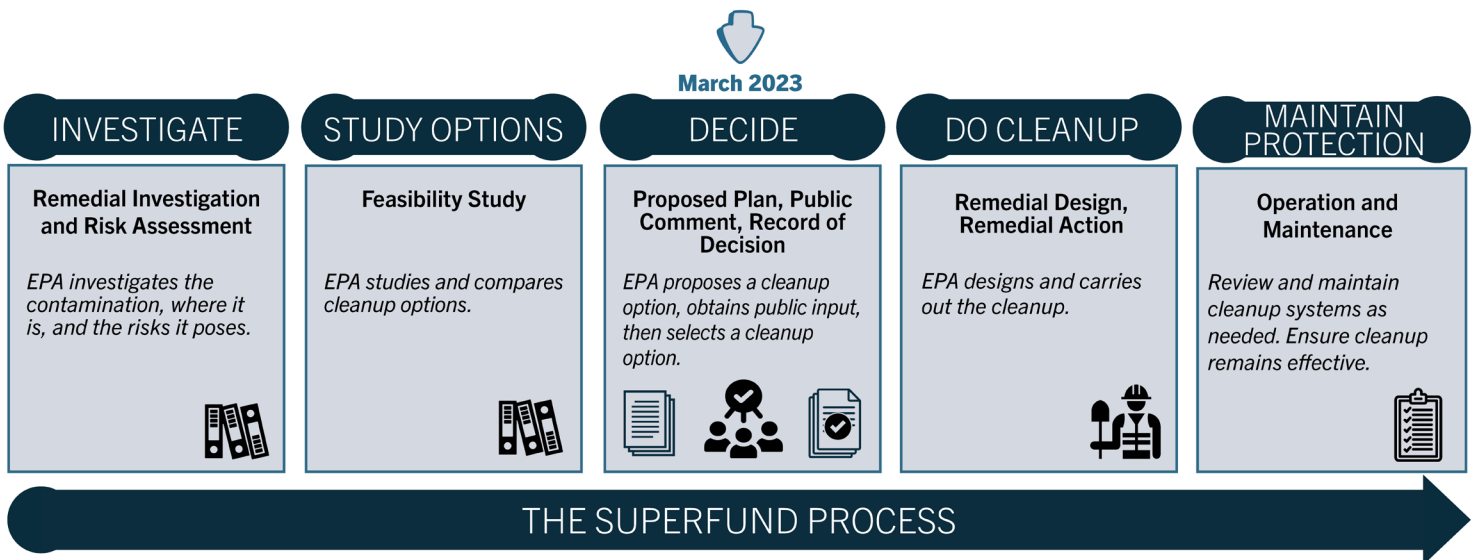 March 2023
INVESTIGATE
Remedial Investigation
and Risk Assessment
EPA investigates the
contamination, where it
is, and the risks it poses.
STUDY OPTIONS
Feasibility Study
EPA studies and compares
cleanup options.
DECIDE
Proposed Plan, Public
Comment, Record of
Decision
EPA proposes a cleanup
option, obtains public input,
then selects a cleanup
option.
DO CLEANUP
Remedial Design,
Remedial Action
EPA designs and carries
out the cleanup.
MAINTAIN
PROTECTION
Operation and
Maintenance
Review and maintain
cleanup systems as
needed. Ensure cleanup
remains effective.
THE SUPERFUND PROCESS